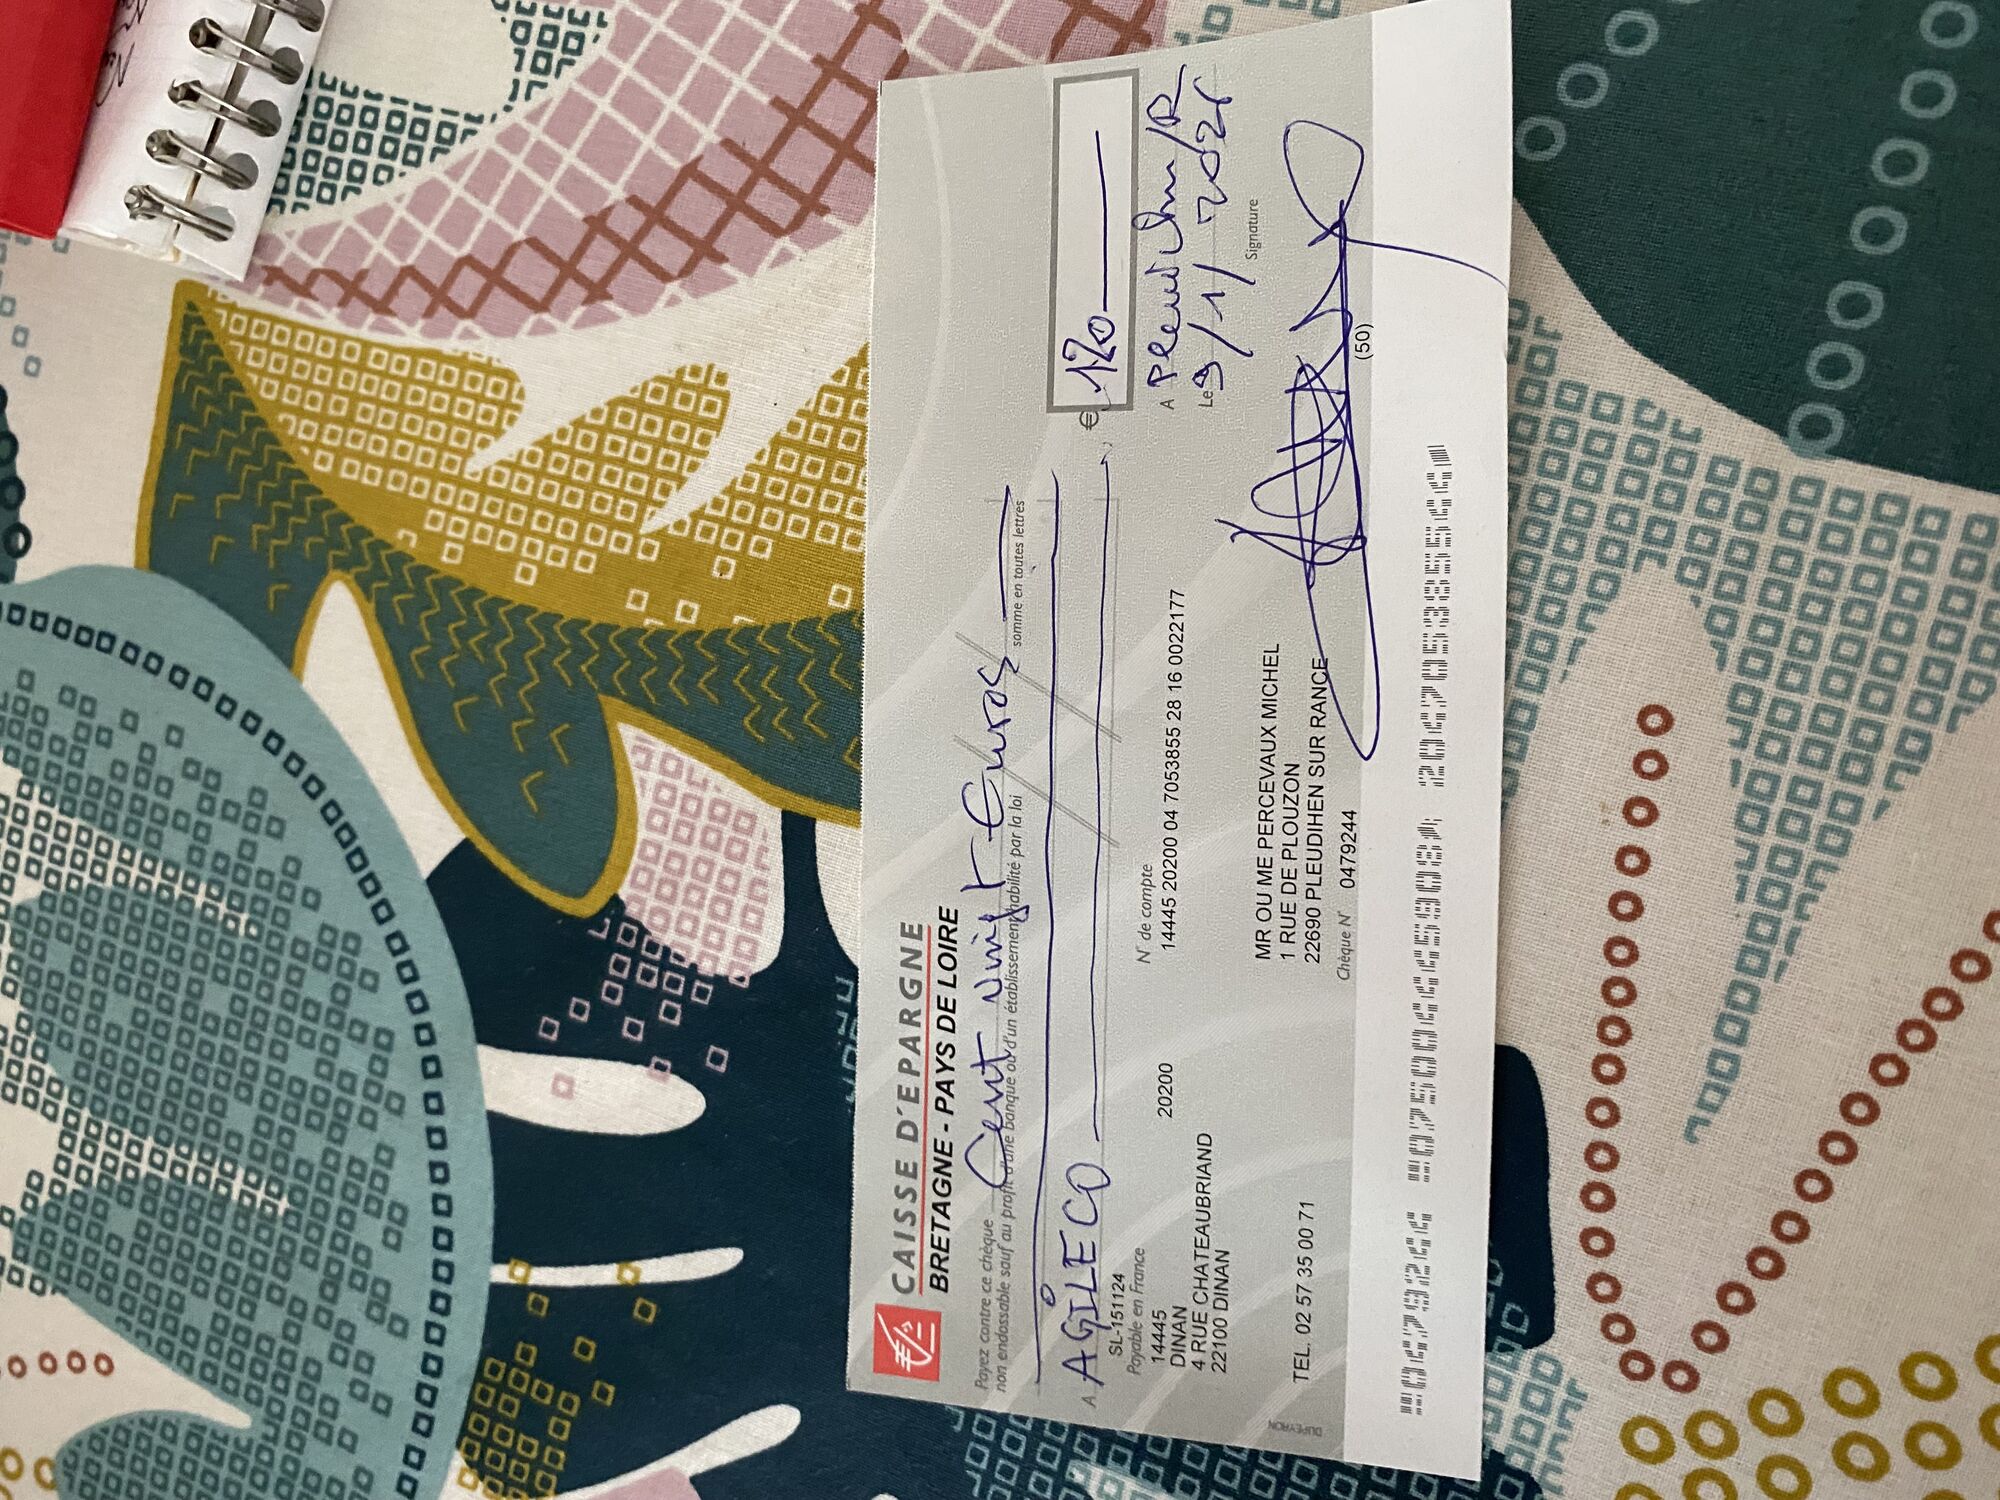 CAISSE D'EPARGNE
BRETAGNE - PAYS DE LOIRE
Payez contre ce chèque Cent Vingt Euros
non endossable sauf au profit d'une banque ou d'un établissement habilité par la loi
somme en toutes lettres
€ 120
A AGILECO
SL-151124
Payable en France
14445
DINAN
4 RUE CHATEAUBRIAND
22100 DINAN
TEL. 02 57 35 00 71
20200
N° de compte
14445 20200 04 7053855 28 16 0022177
MR OU ME PERCEVAUX MICHEL
1 RUE DE PLOUZON
22690 PLEUDIHEN SUR RANCE
Chèque N° 0479244
(50)
A Pleudihen/R
Le 9/1/202
Signature
DUPEYRON